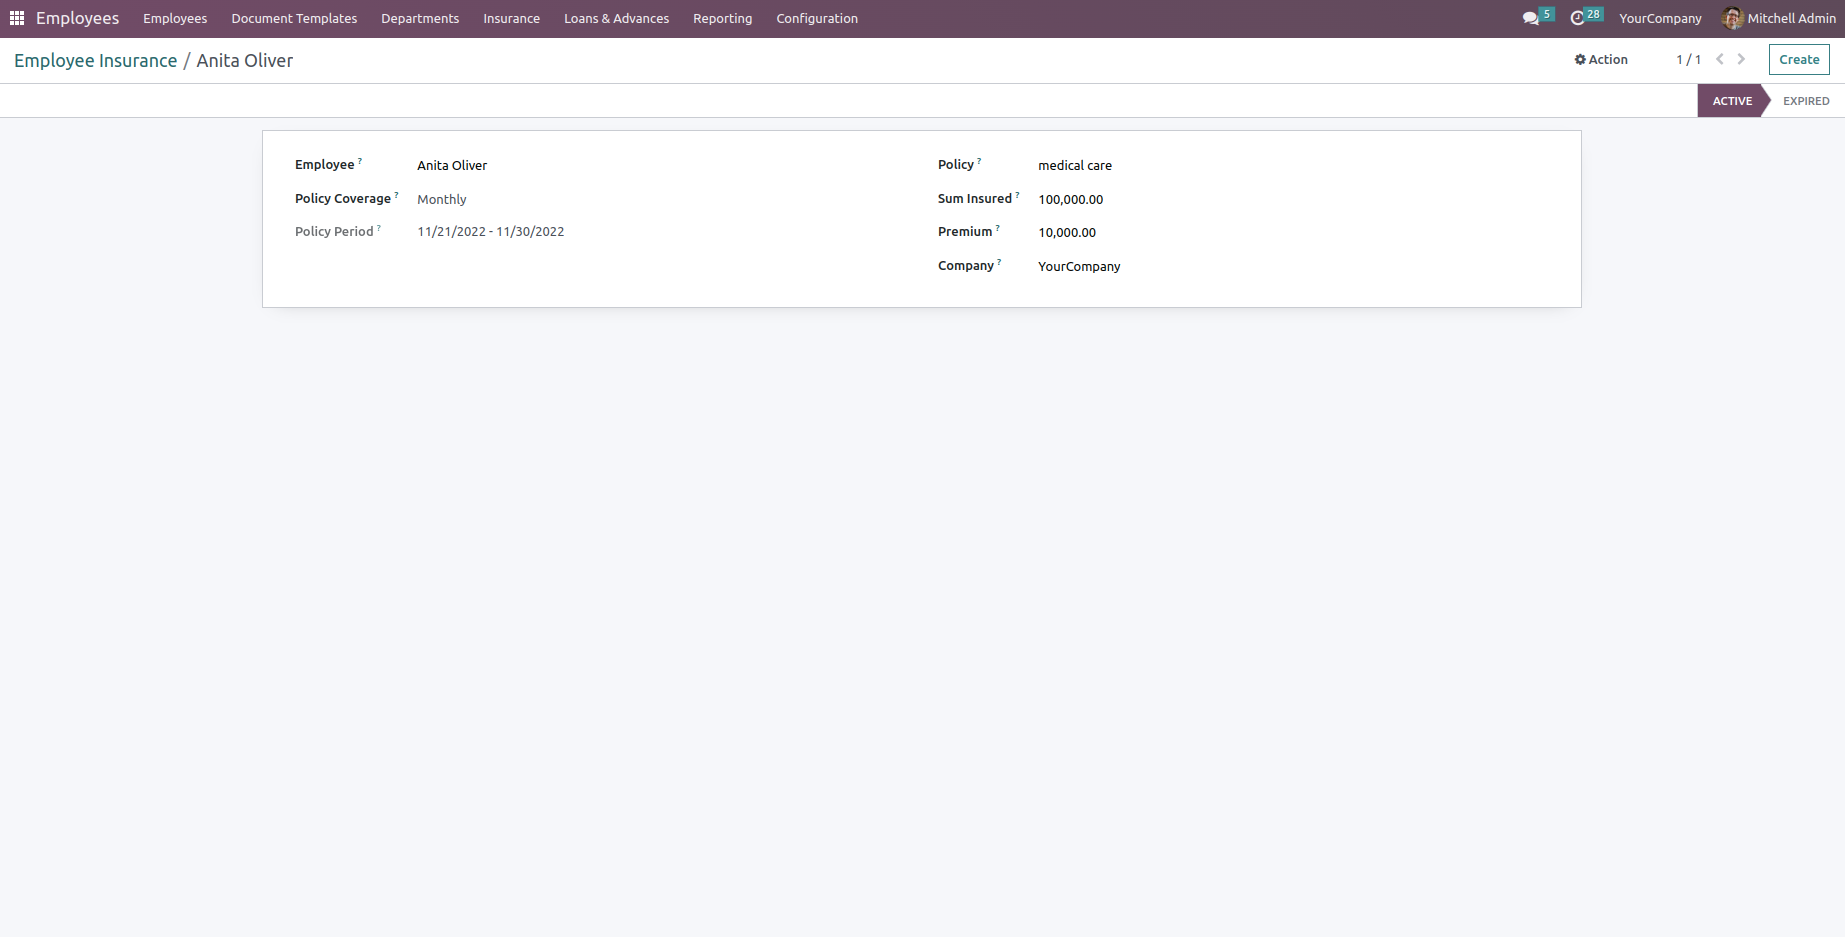 Employees Employees Document Templates Departments Insurance Loans & Advances Reporting Configuration 5 28 YourCompany Mitchell Admin
Employee Insurance / Anita Oliver Action 1 / 1 Create
ACTIVE EXPIRED
Employee ? Anita Oliver Policy ? medical care
Policy Coverage ? Monthly Sum Insured ? 100,000.00
Policy Period ? 11/21/2022 - 11/30/2022 Premium ? 10,000.00
Company ? YourCompany